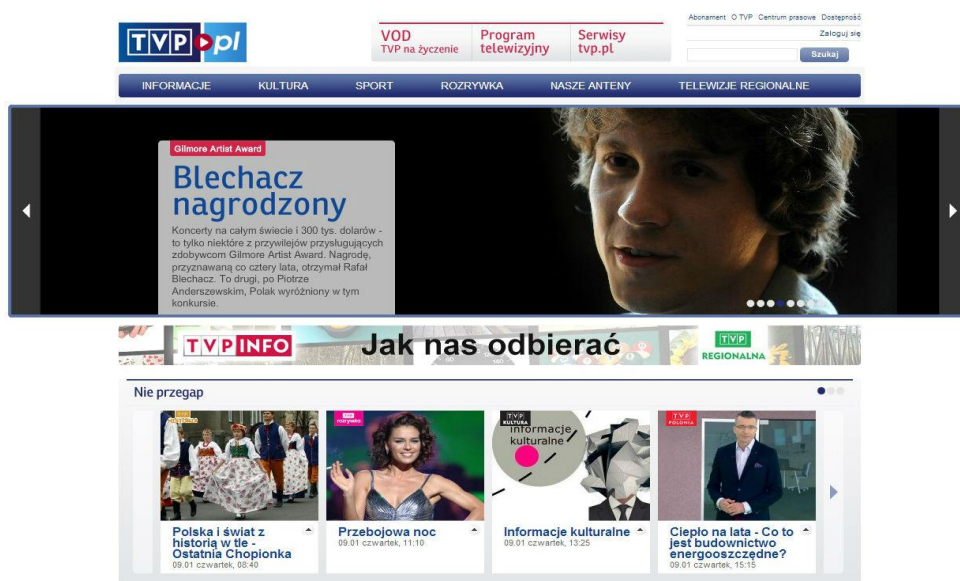 Abonament O TVP Centrum prasowe Dostępność
TVP pl
VOD
TVP na życzenie
Program
telewizyjny
Serwisy
tvp.pl
Zaloguj się
Szukaj
INFORMACJE KULTURA SPORT ROZRYWKA NASZE ANTENY TELEWIZJE REGIONALNE
Gilmore Artist Award
Blechacz
nagrodzony
Koncerty na całym świecie i 300 tys. dolarów -
to tylko niektóre z przywilejów przysługujących
zdobywcom Gilmore Artist Award. Nagrodę,
przyznawaną co cztery lata, otrzymał Rafał
Blechacz. To drugi, po Piotrze
Anderszewskim, Polak wyróżniony w tym
konkursie.
TVP INFO
Jak nas odbierać
TVP
REGIONALNA
Nie przegap
TVP
rozrywka
TVP
KULTURA
informacje
kulturalne
TVP
POLONIA
Polska i świat z
historią w tle -
Ostatnia Chopionka
09.01 czwartek, 08:40
Przebojowa noc
09.01 czwartek, 11:10
Informacje kulturalne
09.01 czwartek, 13:25
Ciepło na lata - Co to
jest budownictwo
energooszczędne?
09.01 czwartek, 15:15